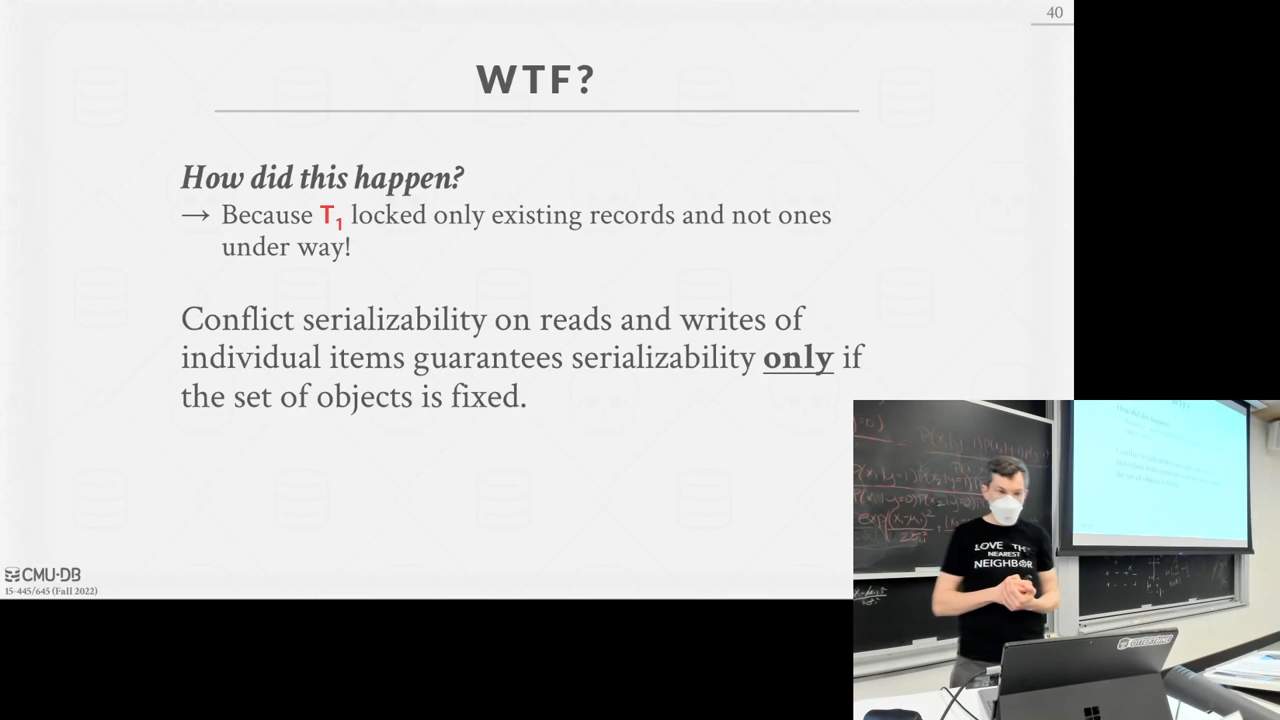 40
WTF?
How did this happen?
→ Because T1 locked only existing records and not ones
under way!
Conflict serializability on reads and writes of
individual items guarantees serializability only if
the set of objects is fixed.
CMU·DB
15-445/645 (Fall 2022)
LOVE TH
NEAREST
NEIGHBOR